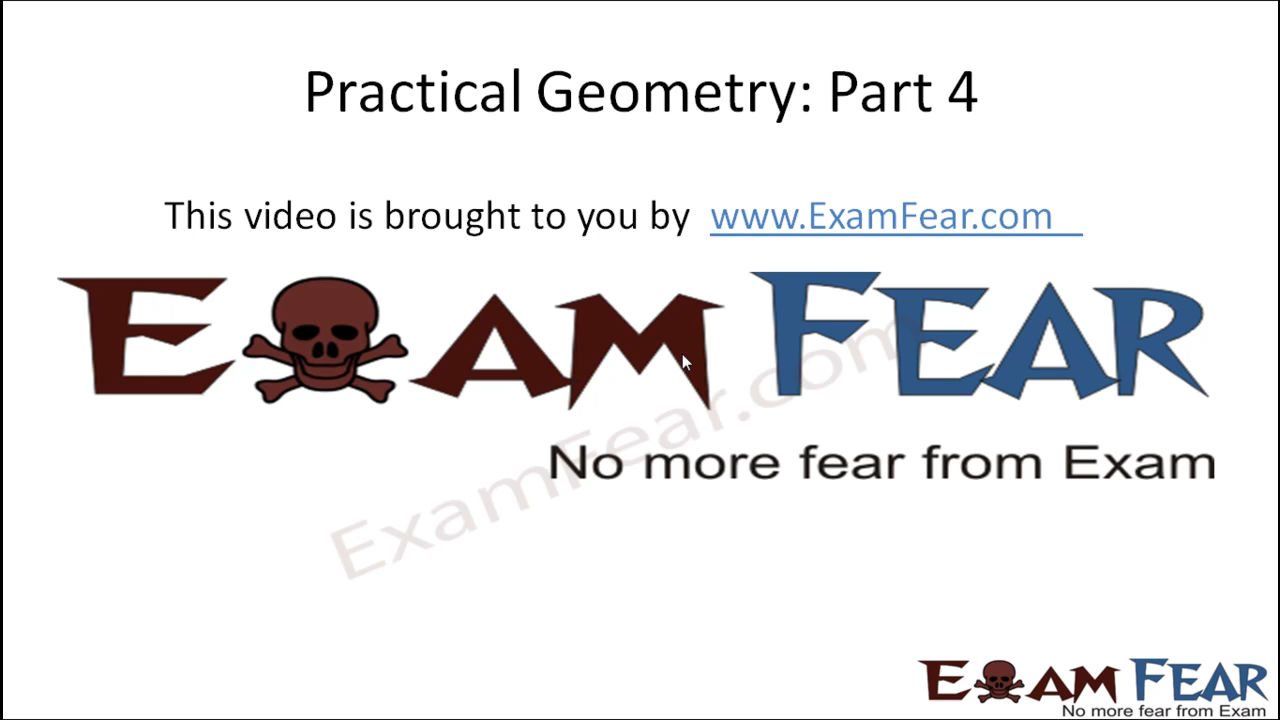 Practical Geometry: Part 4
This video is brought to you by www.ExamFear.com
EXAM FEAR
ExamFear.com
No more fear from Exam
EXAM FEAR
No more fear from Exam